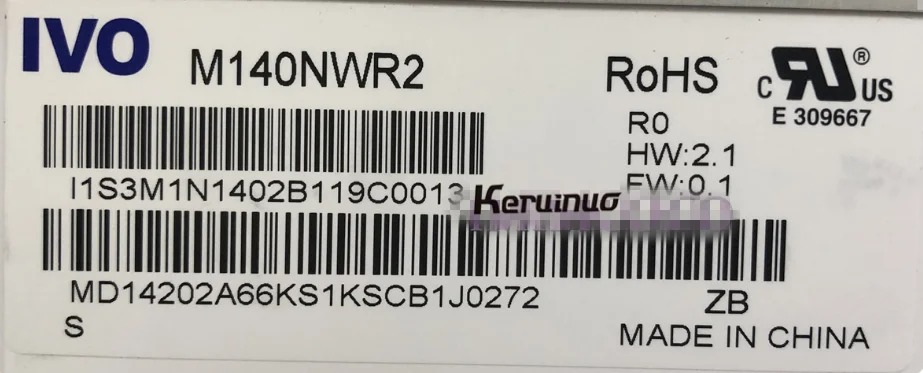 IVO
M140NWR2
RoHS
C UR ® US
E 309667
R0
HW:2.1
FW:0.1
I1S3M1N1402B119C0013
Keruinuo
MD14202A66KS1KSCB1J0272
ZB
S
MADE IN CHINA